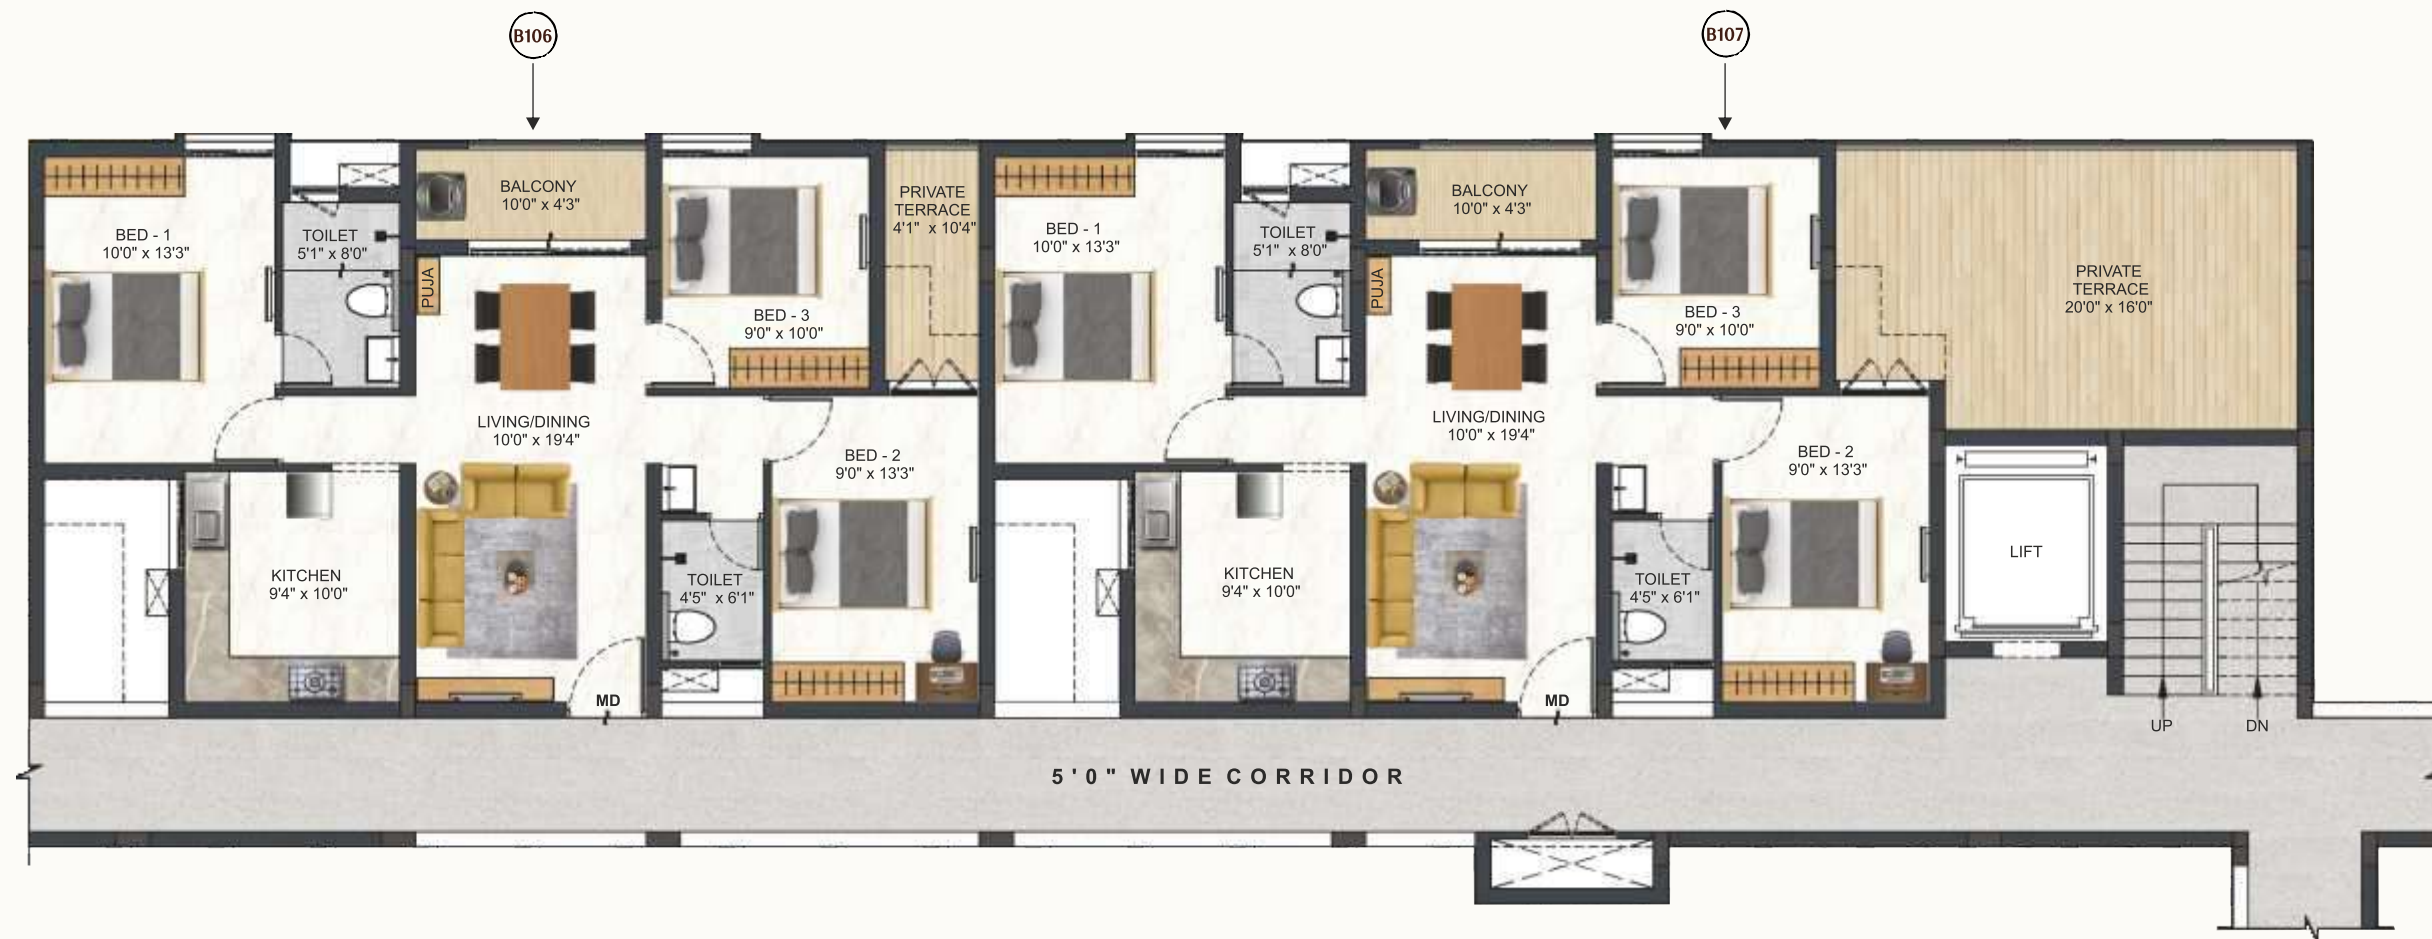 B106
B107
BED - 1
10'0" x 13'3"
TOILET
5'1" x 8'0"
BALCONY
10'0" x 4'3"
PUJA
BED - 3
9'0" x 10'0"
PRIVATE
TERRACE
4'1" x 10'4"
LIVING/DINING
10'0" x 19'4"
BED - 2
9'0" x 13'3"
KITCHEN
9'4" x 10'0"
TOILET
4'5" x 6'1"
MD
BED - 1
10'0" x 13'3"
TOILET
5'1" x 8'0"
BALCONY
10'0" x 4'3"
PUJA
BED - 3
9'0" x 10'0"
PRIVATE
TERRACE
20'0" x 16'0"
LIVING/DINING
10'0" x 19'4"
BED - 2
9'0" x 13'3"
KITCHEN
9'4" x 10'0"
TOILET
4'5" x 6'1"
MD
LIFT
UP
DN
5'0" WIDE CORRIDOR